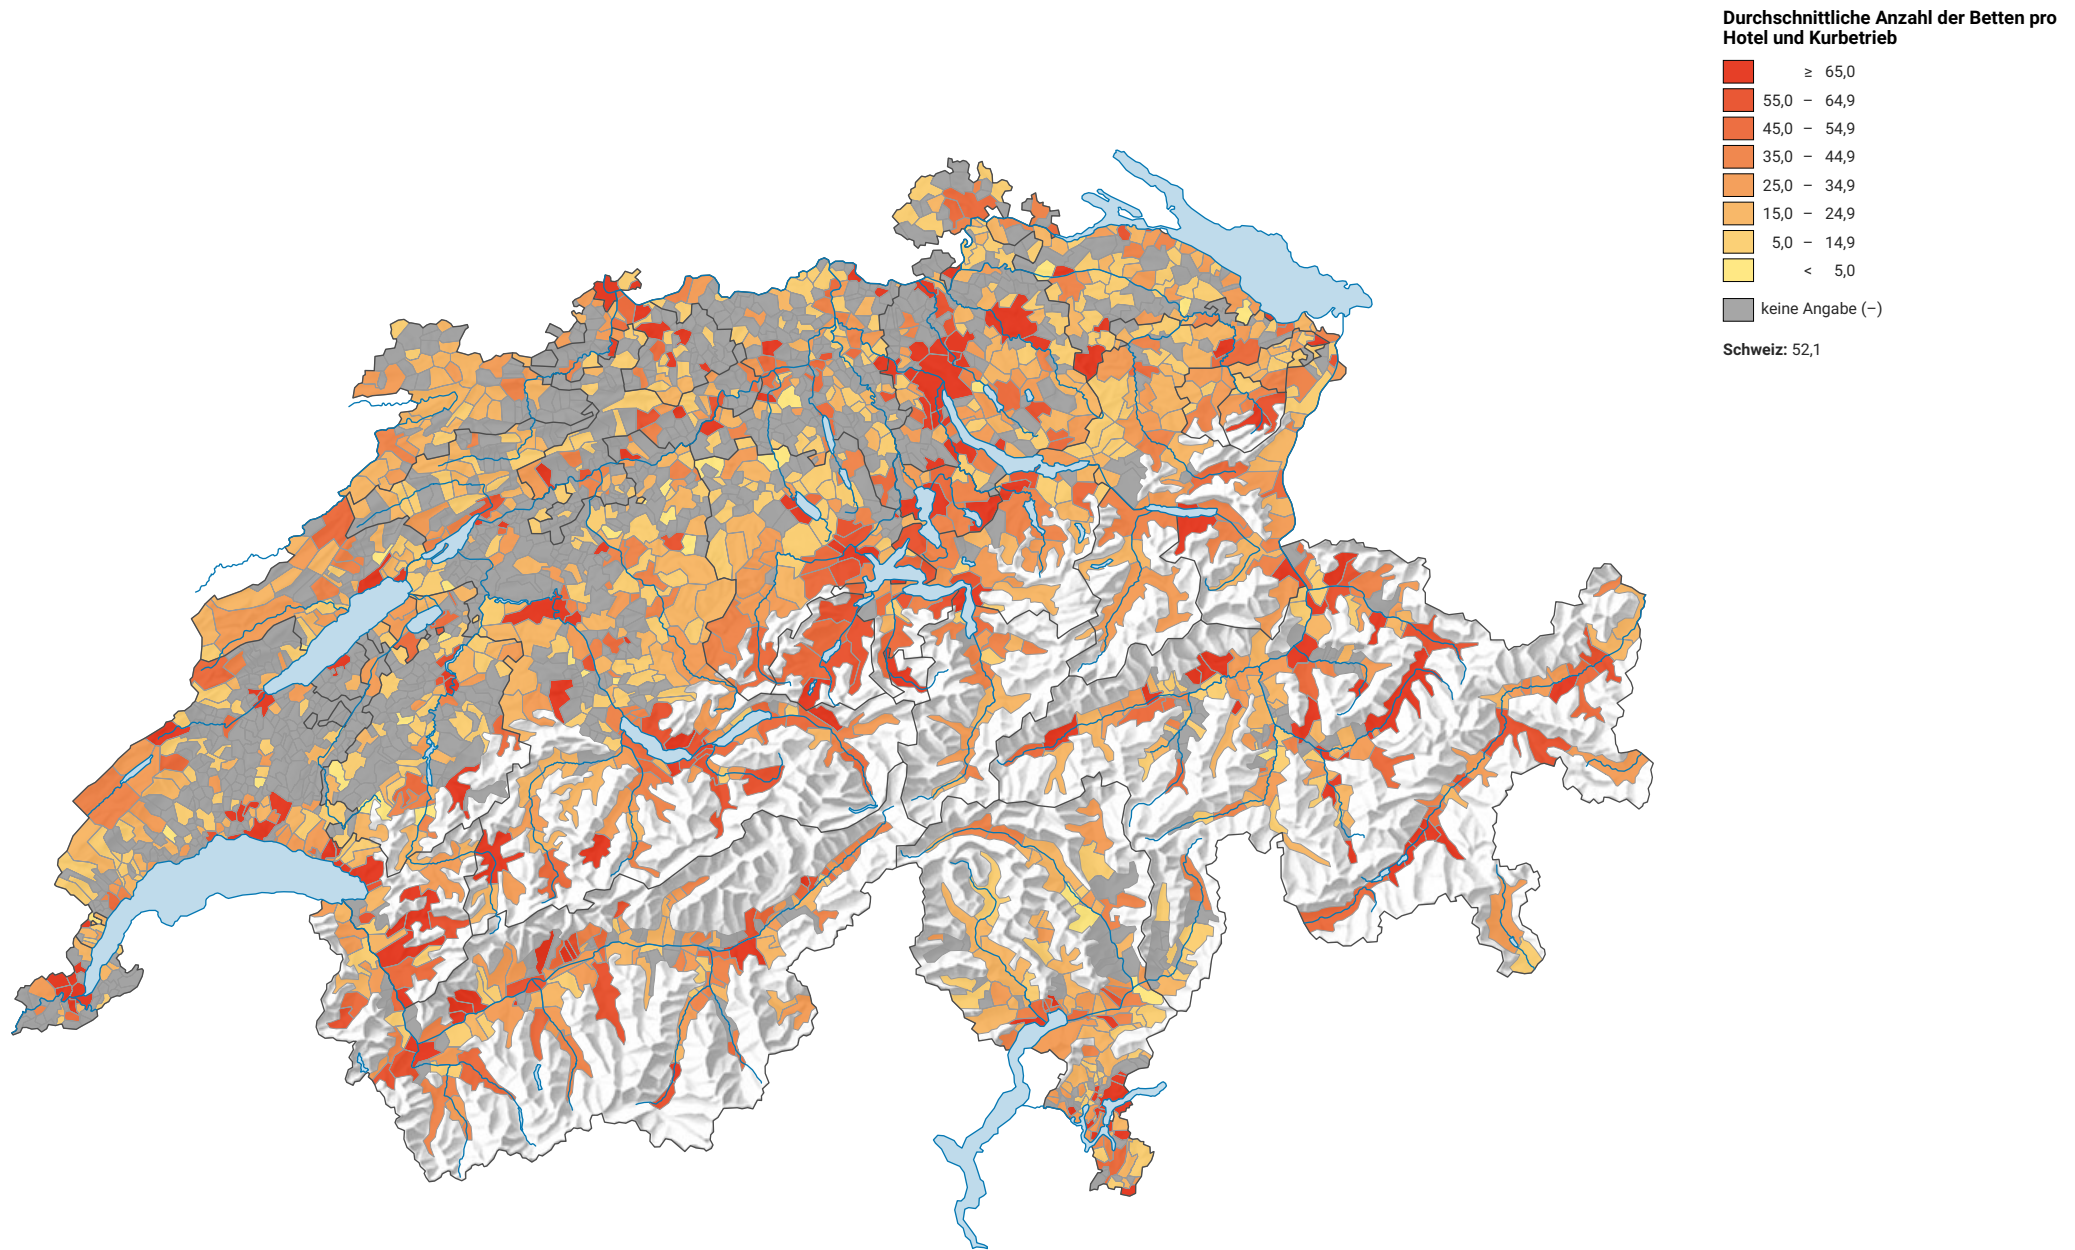 Durchschnittliche Anzahl der Betten pro
Hotel und Kurbetrieb
≥ 65,0
55,0 – 64,9
45,0 – 54,9
35,0 – 44,9
25,0 – 34,9
15,0 – 24,9
5,0 – 14,9
< 5,0
keine Angabe (–)
Schweiz: 52,1